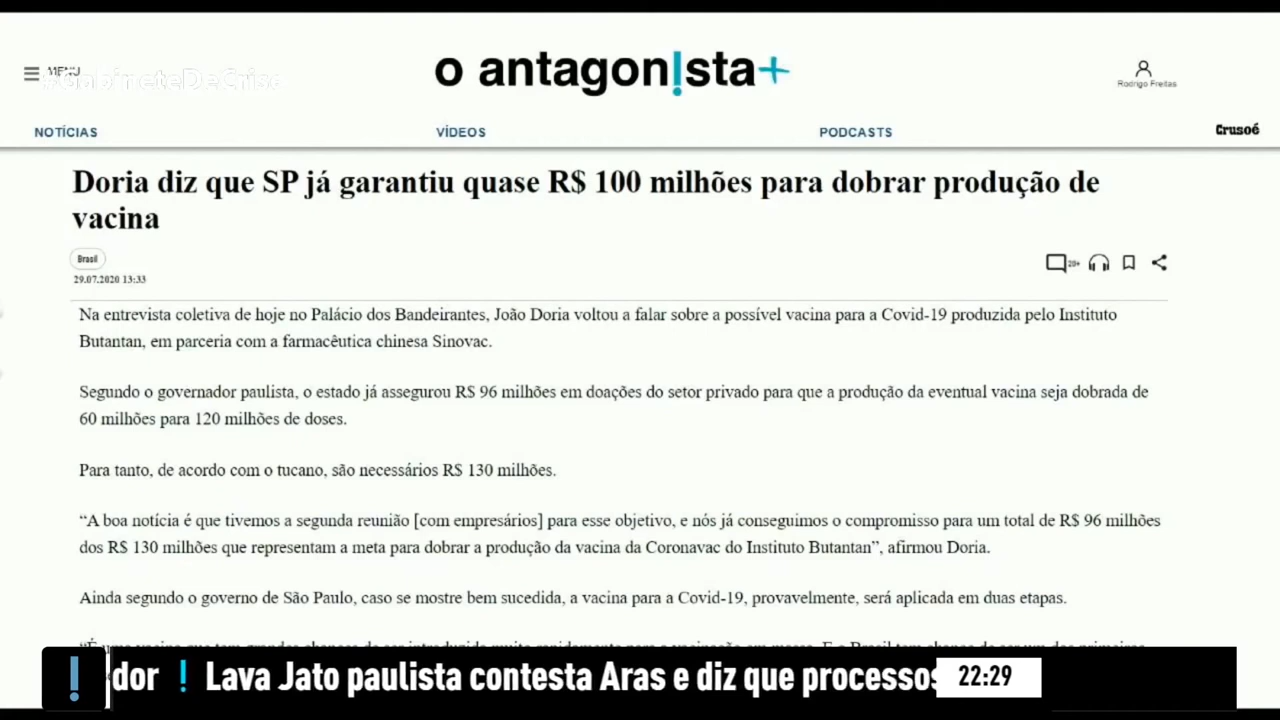 MENU
#GabineteDeCrise
o antagon!sta+
Rodrigo Freitas
NOTÍCIAS
VÍDEOS
PODCASTS
Crusoé
Doria diz que SP já garantiu quase R$ 100 milhões para dobrar produção de
vacina
Brasil
29.07.2020 13:33
20+
Na entrevista coletiva de hoje no Palácio dos Bandeirantes, João Doria voltou a falar sobre a possível vacina para a Covid-19 produzida pelo Instituto
Butantan, em parceria com a farmacêutica chinesa Sinovac.
Segundo o governador paulista, o estado já assegurou R$ 96 milhões em doações do setor privado para que a produção da eventual vacina seja dobrada de
60 milhões para 120 milhões de doses.
Para tanto, de acordo com o tucano, são necessários R$ 130 milhões.
“A boa notícia é que tivemos a segunda reunião [com empresários] para esse objetivo, e nós já conseguimos o compromisso para um total de R$ 96 milhões
dos R$ 130 milhões que representam a meta para dobrar a produção da vacina da Coronavac do Instituto Butantan”, afirmou Doria.
Ainda segundo o governo de São Paulo, caso se mostre bem sucedida, a vacina para a Covid-19, provavelmente, será aplicada em duas etapas.
dor ! Lava Jato paulista contesta Aras e diz que processos
22:29